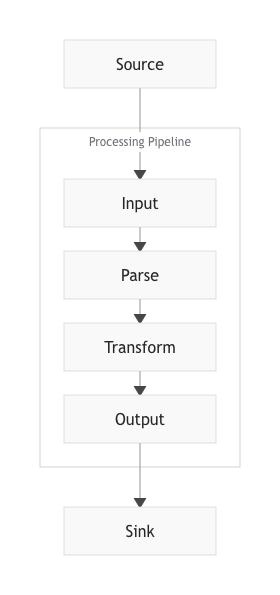 Source
Processing Pipeline
Input
Parse
Transform
Output
Sink